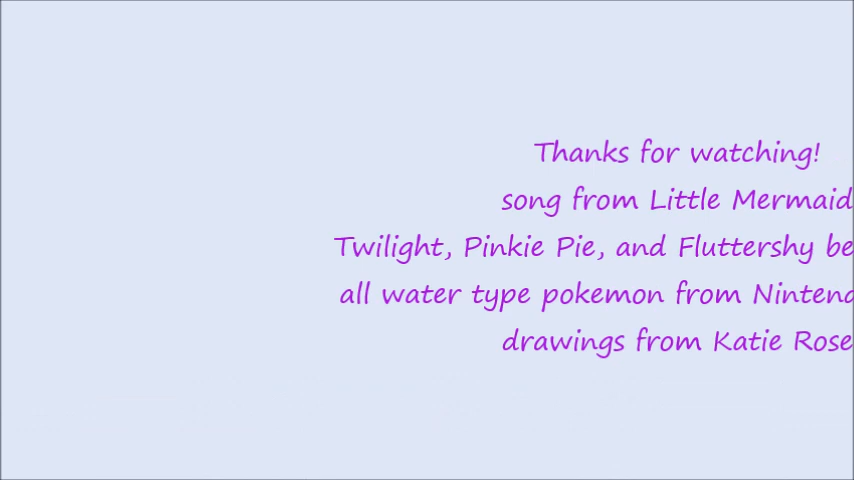 Thanks for watching!
song from Little Mermaid
Twilight, Pinkie Pie, and Fluttershy be
all water type pokemon from Nintend
drawings from Katie Rose